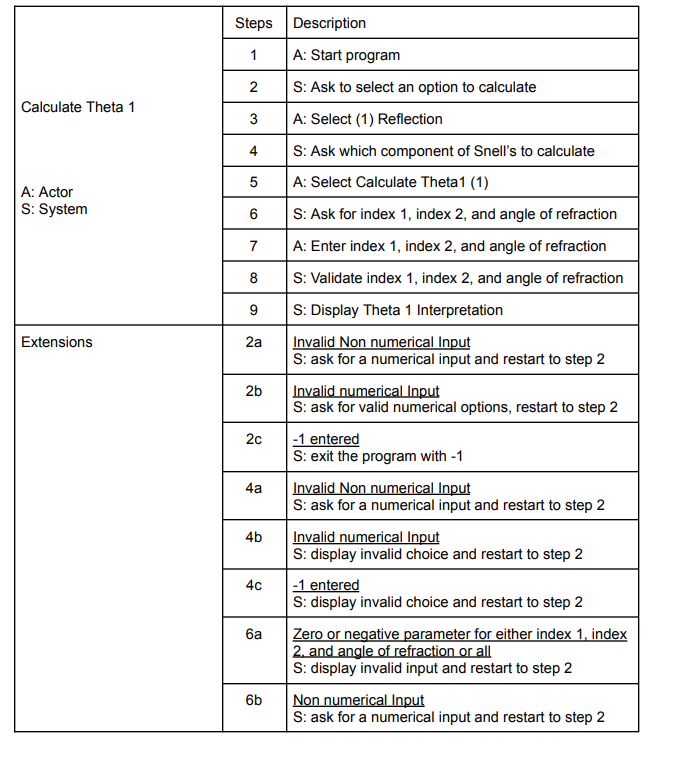 Steps Description
Calculate Theta 1
A: Actor
S: System
1 A: Start program
2 S: Ask to select an option to calculate
3 A: Select (1) Reflection
4 S: Ask which component of Snell's to calculate
5 A: Select Calculate Theta1 (1)
6 S: Ask for index 1, index 2, and angle of refraction
7 A: Enter index 1, index 2, and angle of refraction
8 S: Validate index 1, index 2, and angle of refraction
9 S: Display Theta 1 Interpretation
Extensions
2a Invalid Non numerical Input
S: ask for a numerical input and restart to step 2
2b Invalid numerical Input
S: ask for valid numerical options, restart to step 2
2c -1 entered
S: exit the program with -1
4a Invalid Non numerical Input
S: ask for a numerical input and restart to step 2
4b Invalid numerical Input
S: display invalid choice and restart to step 2
4c -1 entered
S: display invalid choice and restart to step 2
6a Zero or negative parameter for either index 1, index
2, and angle of refraction or all
S: display invalid input and restart to step 2
6b Non numerical Input
S: ask for a numerical input and restart to step 2